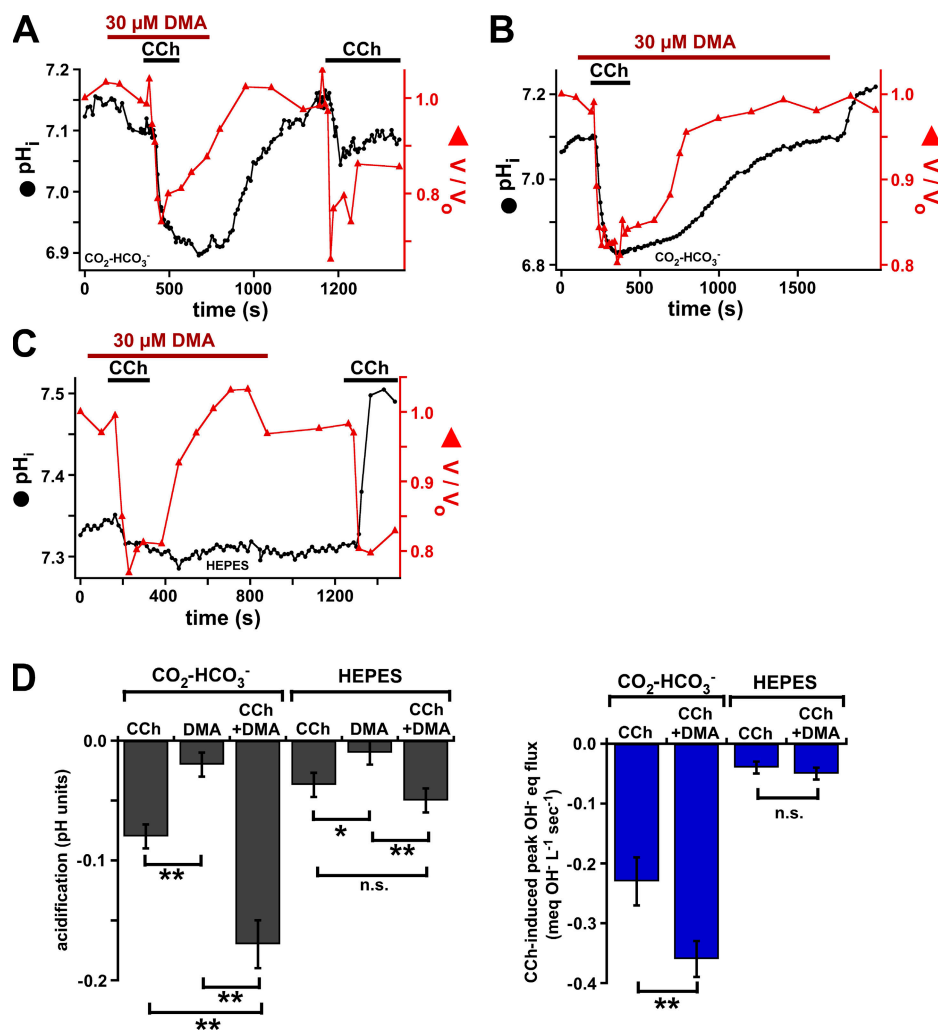 A
30 µM DMA
CCh
CCh
7.2
7.1
7.0
6.9
1.0
0.8
● pHi
▲ V / Vo
CO2-HCO3-
0 500 1000 1200
time (s)
B
30 µM DMA
CCh
7.2
7.0
6.8
1.0
0.9
0.8
● pHi
▲ V / Vo
CO2-HCO3-
0 500 1000 1500
time (s)
C
30 µM DMA
CCh
CCh
7.5
7.4
7.3
1.0
0.9
0.8
● pHi
▲ V / Vo
HEPES
0 400 800 1200
time (s)
D
CO2-HCO3- HEPES
CCh DMA CCh +DMA CCh DMA CCh +DMA
0.0
-0.1
-0.2
acidification (pH units)
**
**
**
*
**
n.s.
CO2-HCO3- HEPES
CCh CCh +DMA CCh CCh +DMA
0.0
-0.1
-0.2
-0.3
-0.4
CCh-induced peak OH- eq flux
(meq OH- L-1 sec-1)
**
n.s.